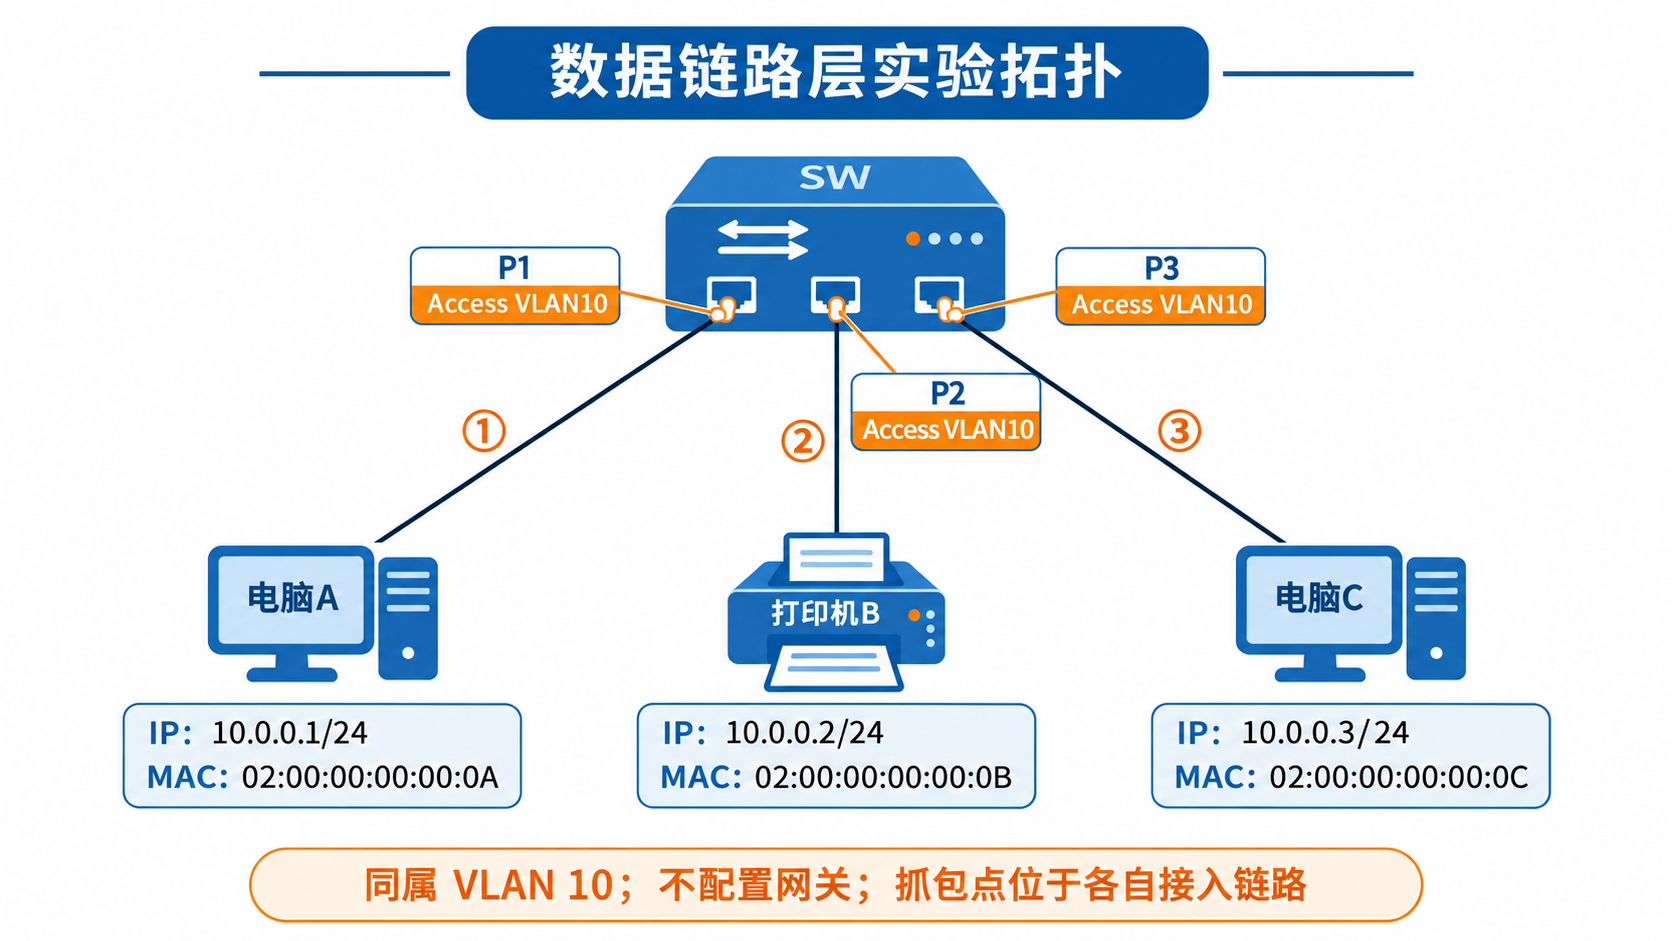 数据链路层实验拓扑
SW
P1
Access VLAN10
P3
Access VLAN10
P2
Access VLAN10
①
②
③
电脑A
打印机B
电脑C
IP: 10.0.0.1/24
MAC: 02:00:00:00:00:0A
IP: 10.0.0.2/24
MAC: 02:00:00:00:00:0B
IP: 10.0.0.3/24
MAC: 02:00:00:00:00:0C
同属 VLAN 10；不配置网关；抓包点位于各自接入链路